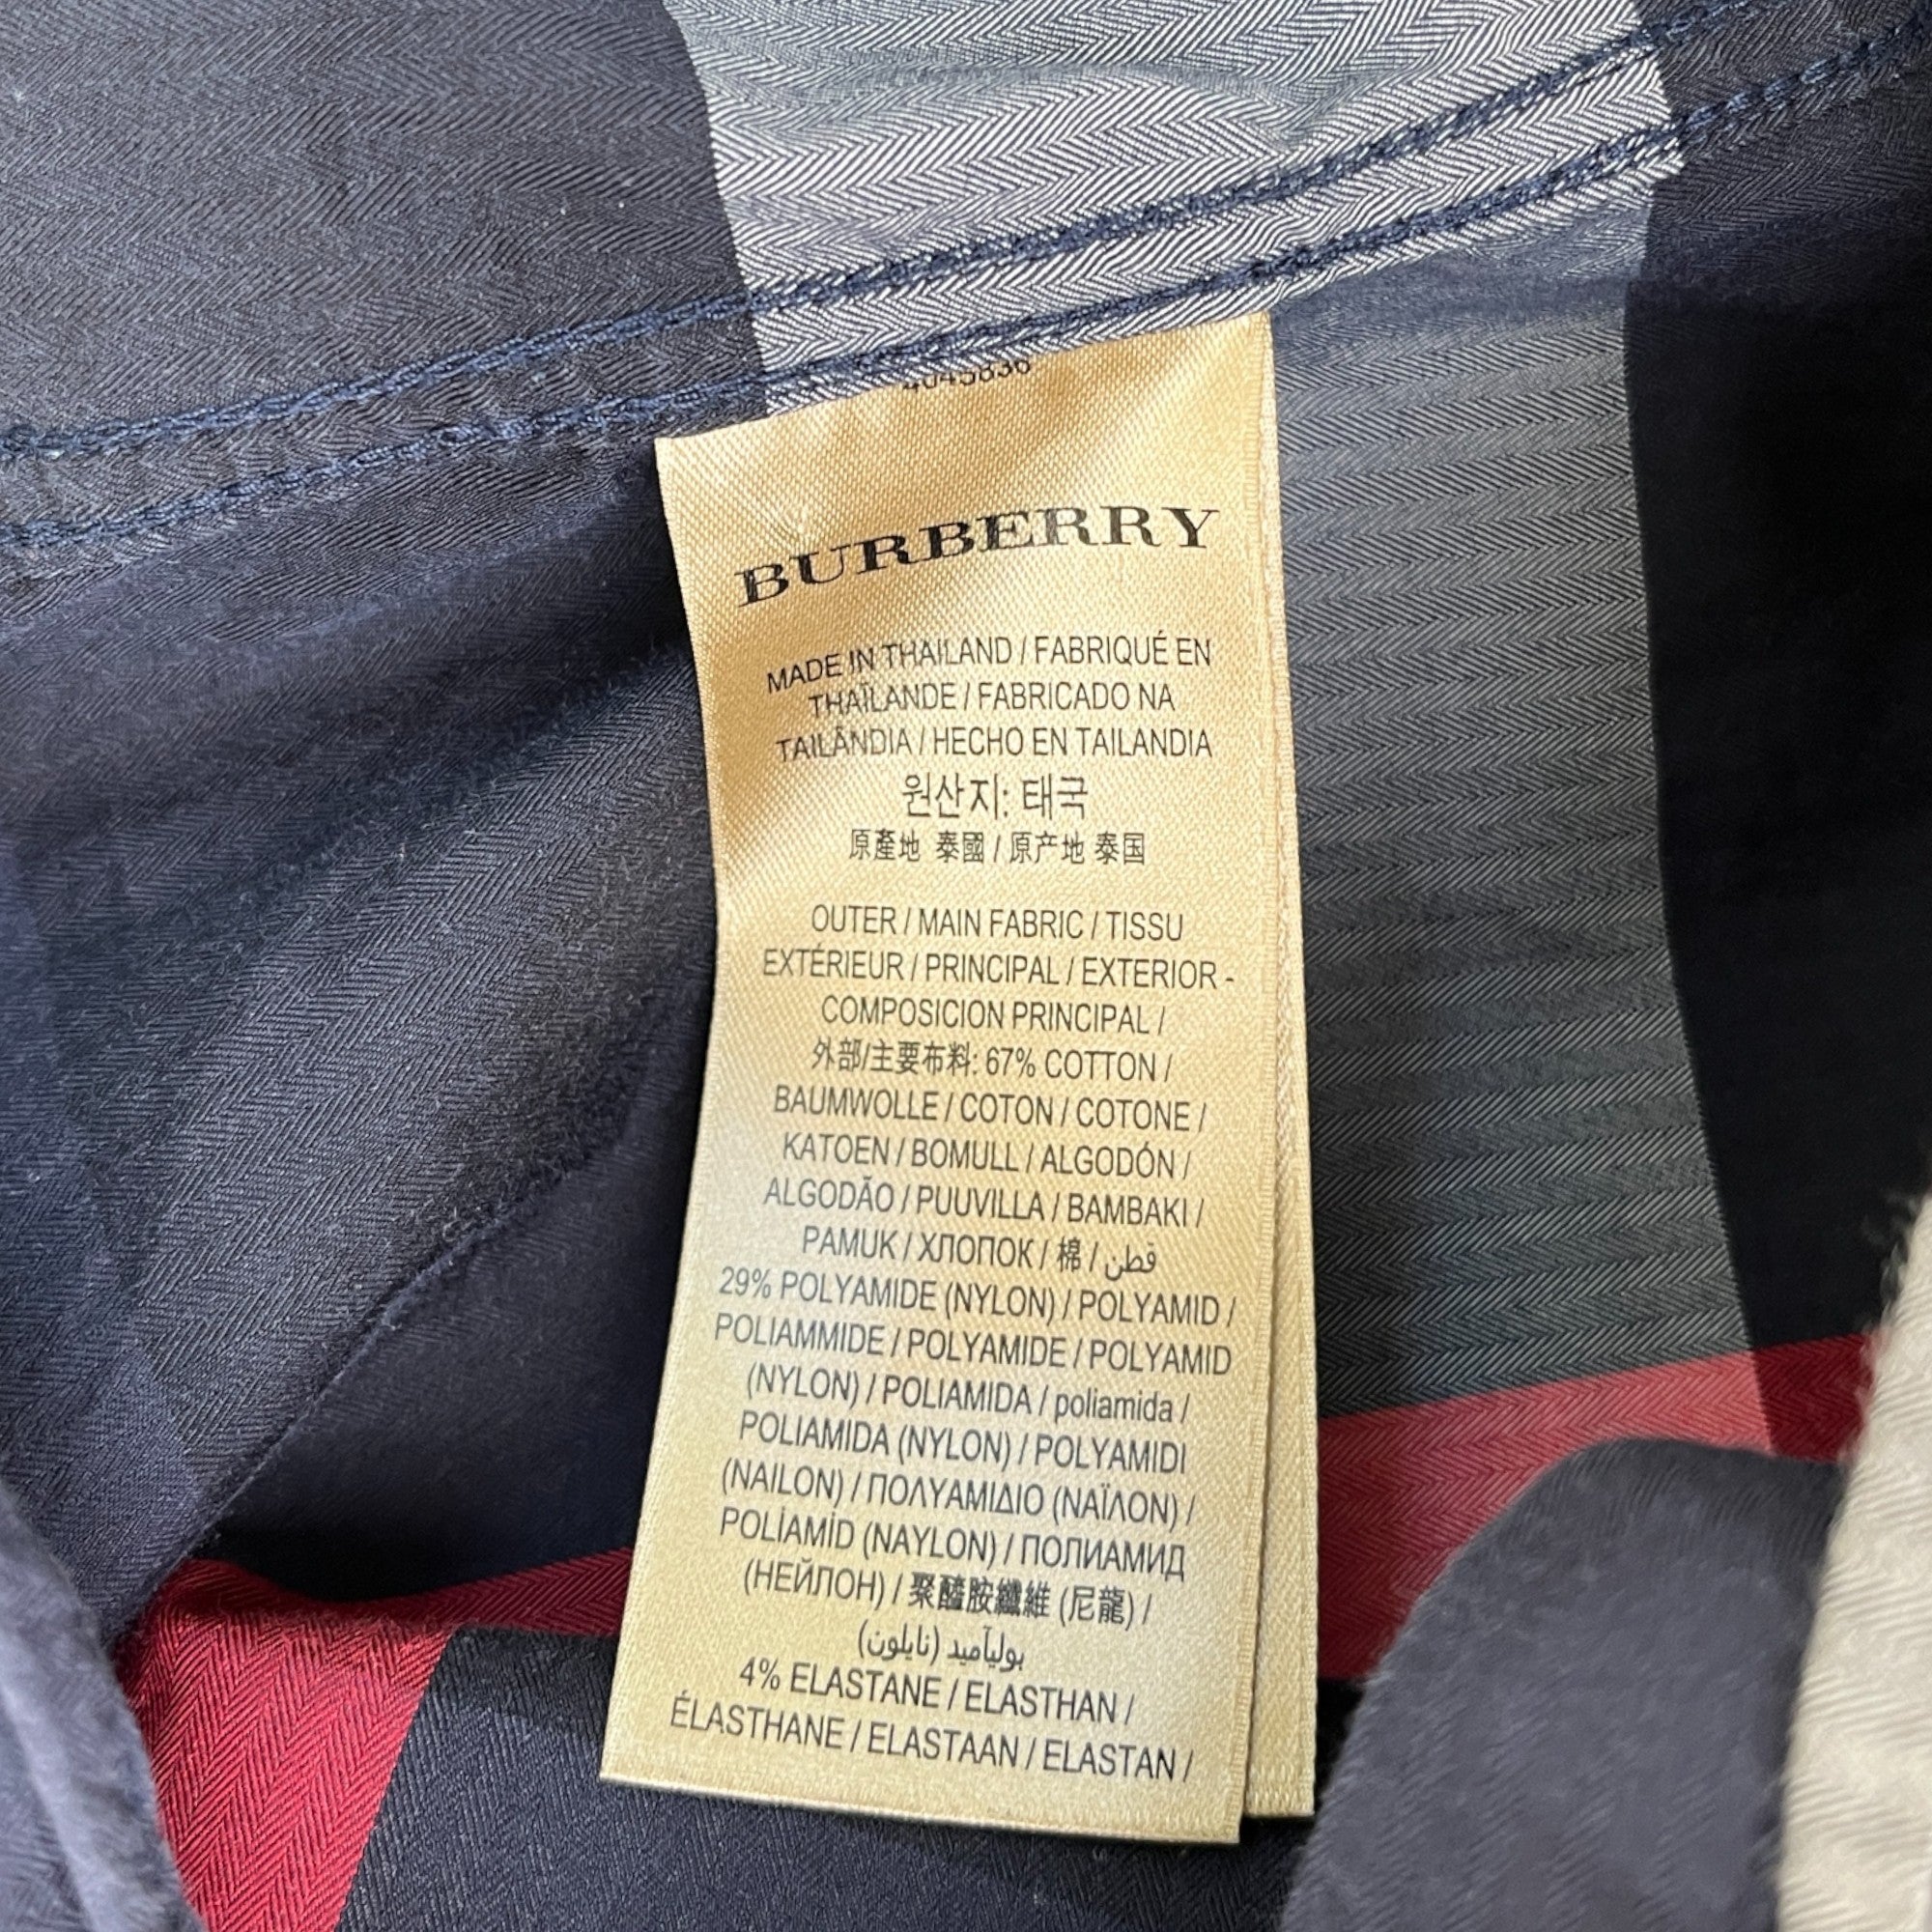 4045836
BURBERRY
MADE IN THAILAND / FABRIQUÉ EN
THAÏLANDE / FABRICADO NA
TAILÂNDIA / HECHO EN TAILANDIA
원산지: 태국
原產地 泰國 / 原产地 泰国
OUTER / MAIN FABRIC / TISSU
EXTÉRIEUR / PRINCIPAL / EXTERIOR -
COMPOSICION PRINCIPAL /
外部/主要布料: 67% COTTON /
BAUMWOLLE / COTON / COTONE /
KATOEN / BOMULL / ALGODÓN /
ALGODÃO / PUUVILLA / BAMBAKI /
PAMUK / ХЛОПОК / 棉 / قطن
29% POLYAMIDE (NYLON) / POLYAMID /
POLIAMMIDE / POLYAMIDE / POLYAMID
(NYLON) / POLIAMIDA / poliamida /
POLIAMIDA (NYLON) / POLYAMIDI
(NAILON) / ΠΟΛΥΑΜΙΔΙΟ (ΝΑΪΛΟΝ) /
POLİAMİD (NAYLON) / ПОЛИАМИД
(НЕЙЛОН) / 聚醯胺纖維 (尼龍) /
بوليآميد (نايلون)
4% ELASTANE / ELASTHAN /
ÉLASTHANE / ELASTAAN / ELASTAN /